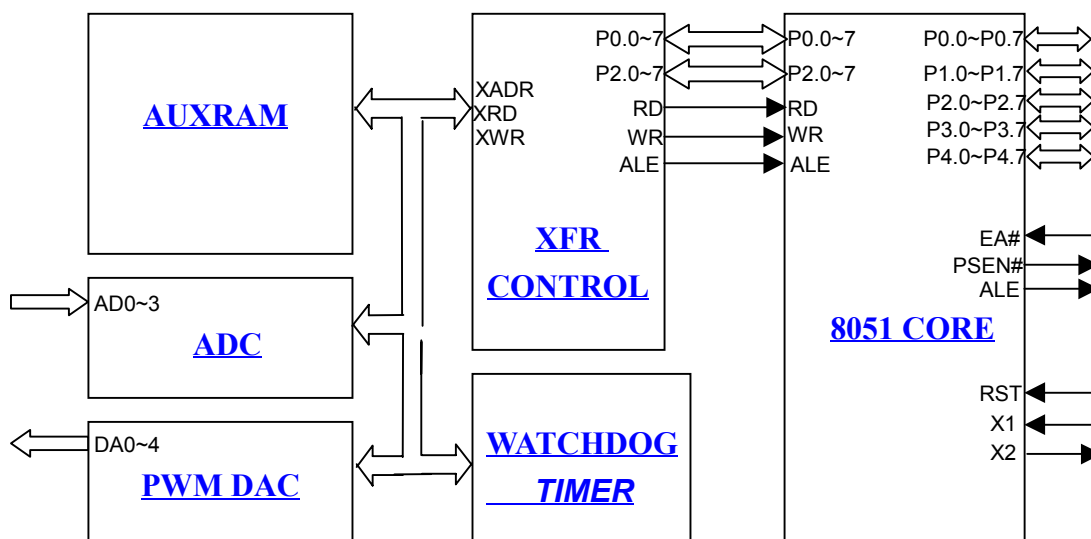 AUXRAM
AD0~3
ADC
DA0~4
PWM DAC
XADR
XRD
XWR
P0.0~7
P2.0~7
RD
WR
ALE
XFR
CONTROL
WATCHDOG
TIMER
P0.0~7
P2.0~7
RD
WR
ALE
P0.0~P0.7
P1.0~P1.7
P2.0~P2.7
P3.0~P3.7
P4.0~P4.7
EA#
PSEN#
ALE
8051 CORE
RST
X1
X2